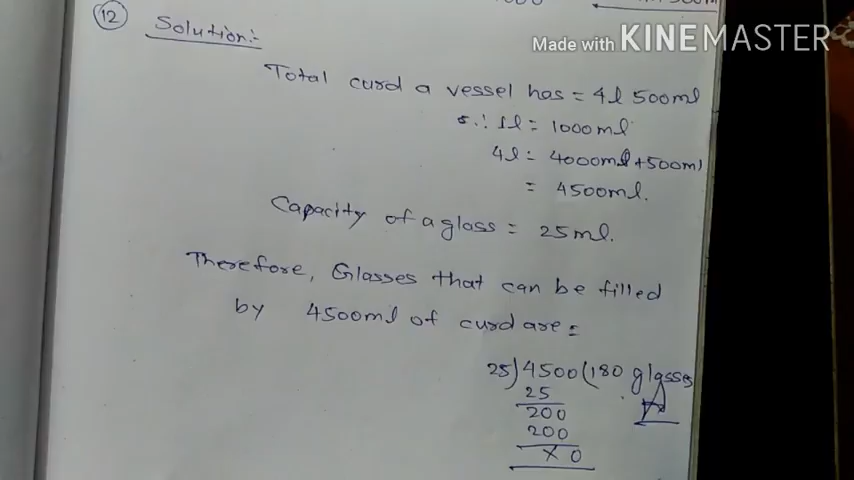 Made with KINEMASTER
12 Solution:-
Total curd a vessel has = 4l 500ml
∴ 1l = 1000ml
4l = 4000ml+500ml
= 4500ml.
Capacity of a glass = 25ml.
Therefore, Glasses that can be filled
by 4500ml of curd are =
25)4500(180 glasses
25
200
200
×0